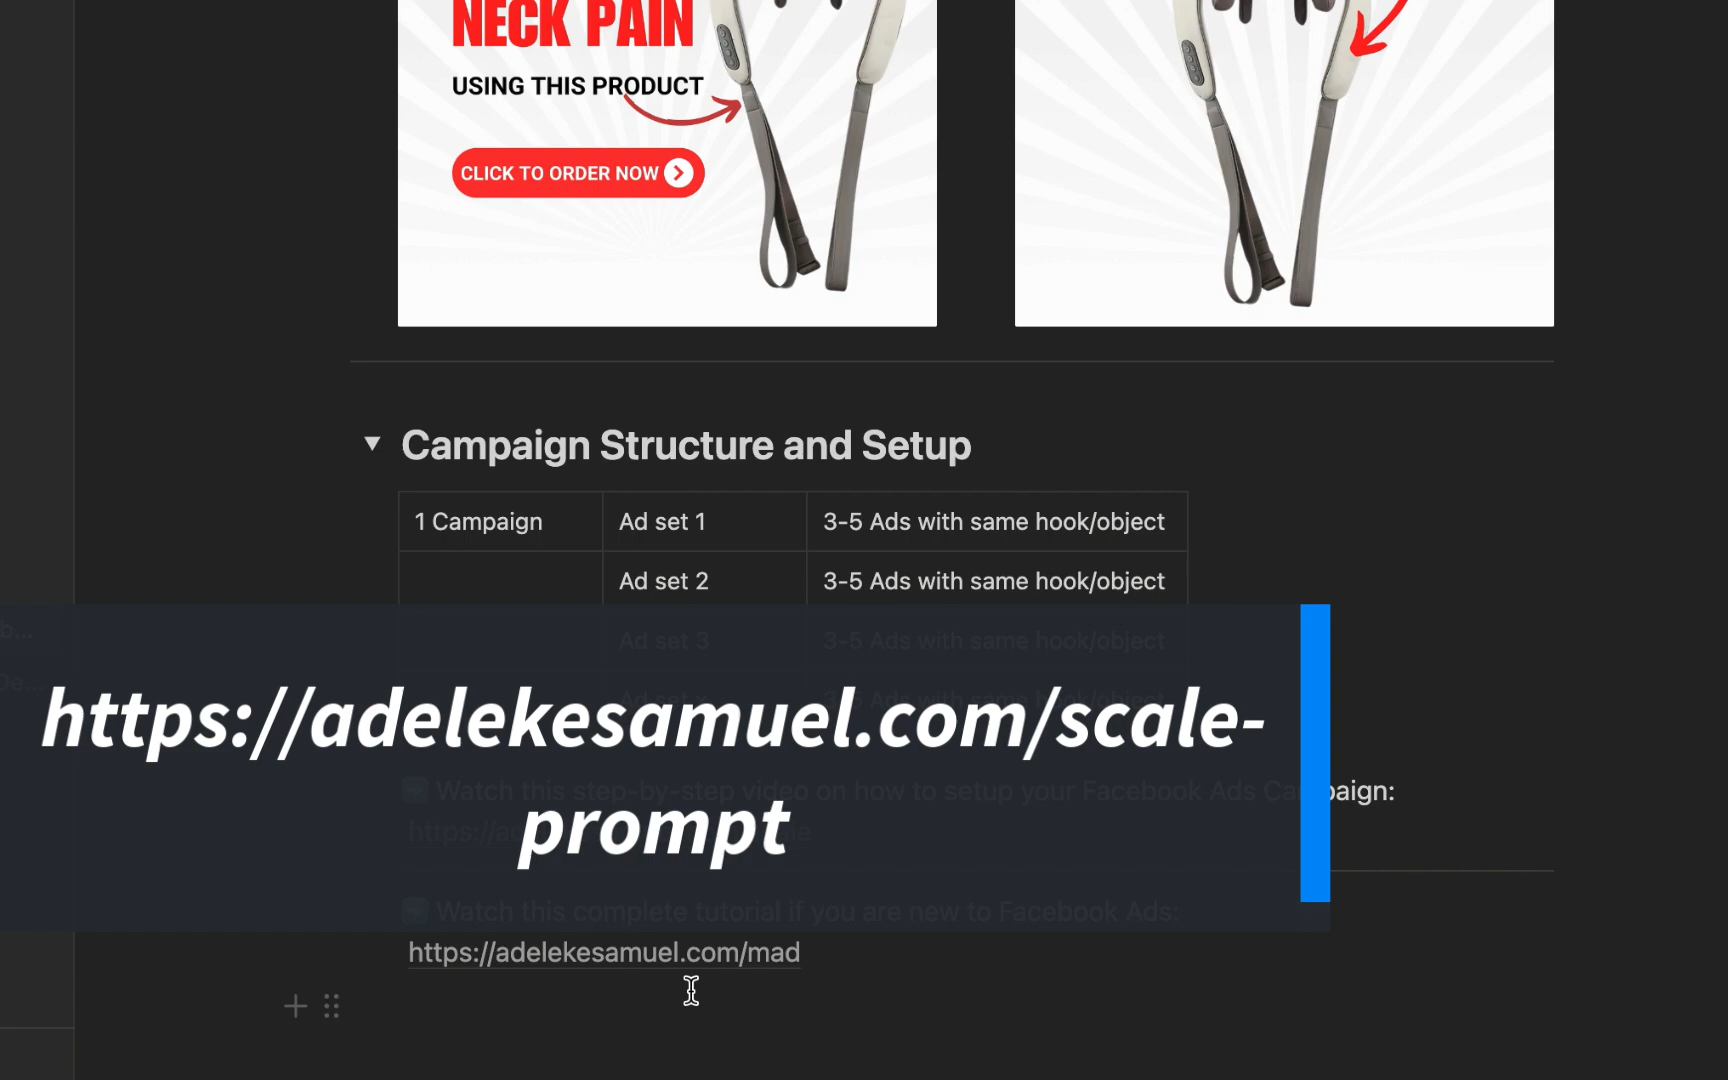 NECK PAIN
USING THIS PRODUCT
CLICK TO ORDER NOW
Campaign Structure and Setup
1 Campaign Ad set 1 3-5 Ads with same hook/object
Ad set 2 3-5 Ads with same hook/object
Ad set 3 3-5 Ads with same hook/object
https://adelekesamuel.com/scale-
prompt
Watch this step-by-step video on how to setup your Facebook Ads Campaign:
Watch this complete tutorial if you are new to Facebook Ads:
https://adelekesamuel.com/mad